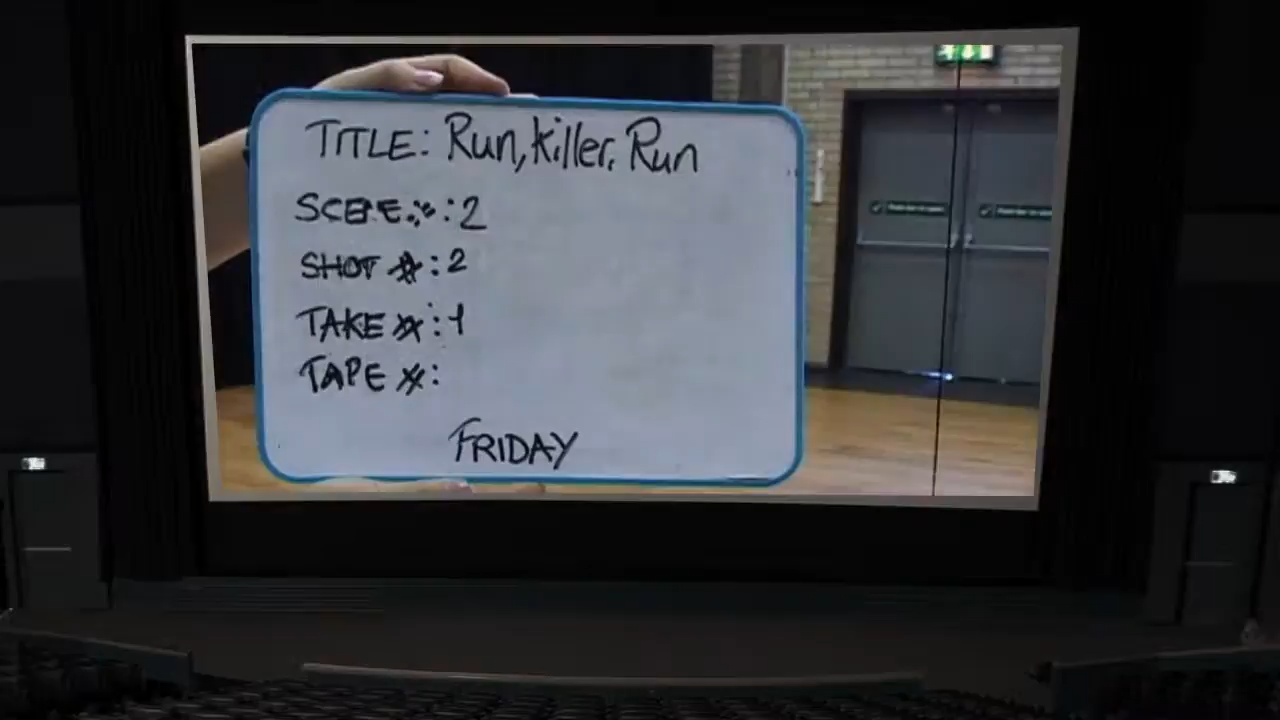 TITLE: Run, Killer, Run
SCENE #: 2
SHOT #: 2
TAKE #: 1
TAPE #:
FRIDAY